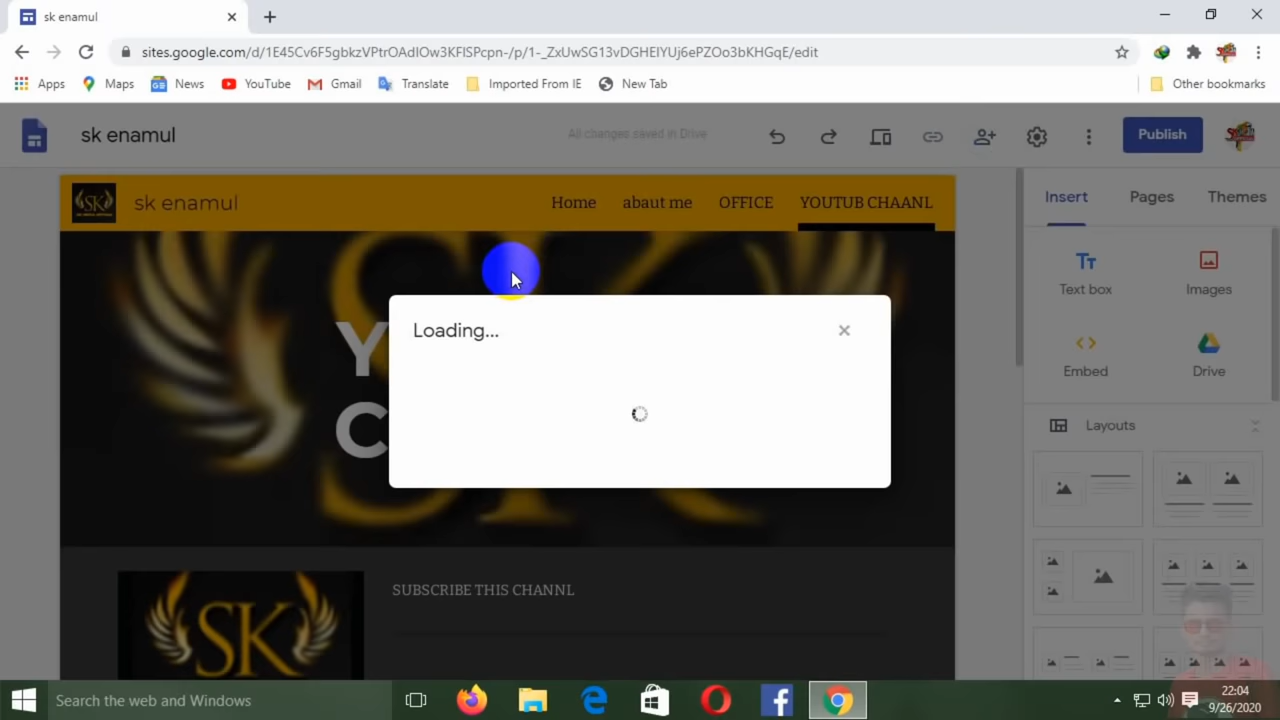 sk enamul
sites.google.com/d/1E45Cv6F5gbkzVPtrOAdIOw3KFlSPcpn-/p/1-_ZxUwSG13vDGHEIYUj6ePZOo3bKHGqE/edit
Apps Maps News YouTube Gmail Translate Imported From IE New Tab Other bookmarks
sk enamul All changes saved in Drive Publish
SK sk enamul Home abaut me OFFICE YOUTUB CHAANL
Insert Pages Themes
Text box Images
Embed Drive
Layouts
Y
C
Loading...
SUBSCRIBE THIS CHANNL
SK
Search the web and Windows
22:04
9/26/2020